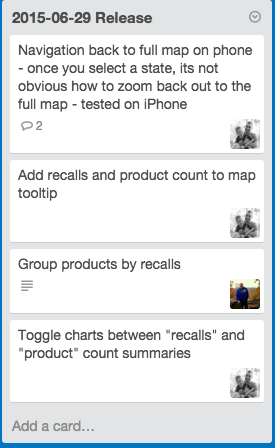 2015-06-29 Release
Navigation back to full map on phone
- once you select a state, its not
obvious how to zoom back out to the
full map - tested on iPhone
2
Add recalls and product count to map
tooltip
Group products by recalls
Toggle charts between "recalls" and
"product" count summaries
Add a card…